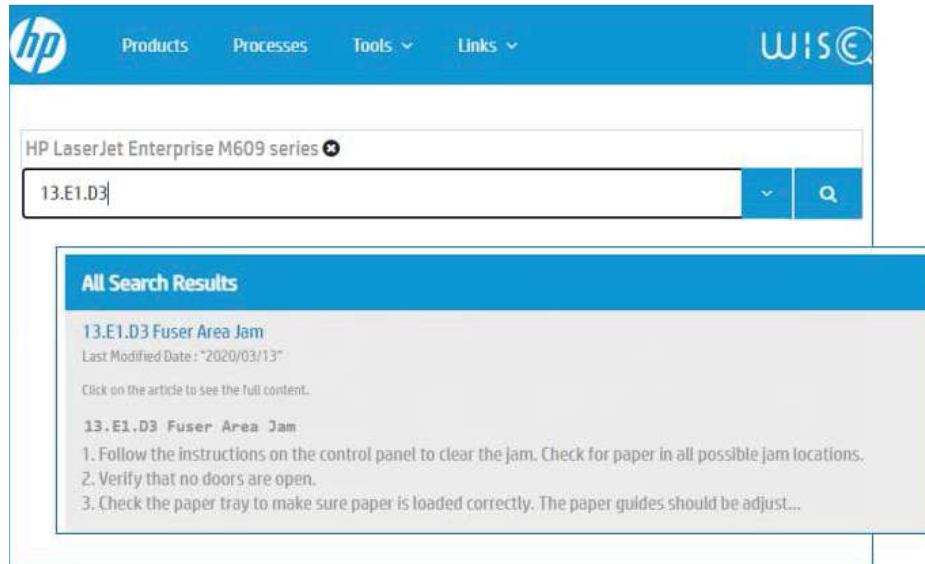 hp Products Processes Tools Links WISE
HP LaserJet Enterprise M609 series
13.E1.D3
All Search Results
13.E1.D3 Fuser Area Jam
Last Modified Date : "2020/03/13"
Click on the article to see the full content.
13.E1.D3 Fuser Area Jam
1. Follow the instructions on the control panel to clear the jam. Check for paper in all possible jam locations.
2. Verify that no doors are open.
3. Check the paper tray to make sure paper is loaded correctly. The paper guides should be adjust...